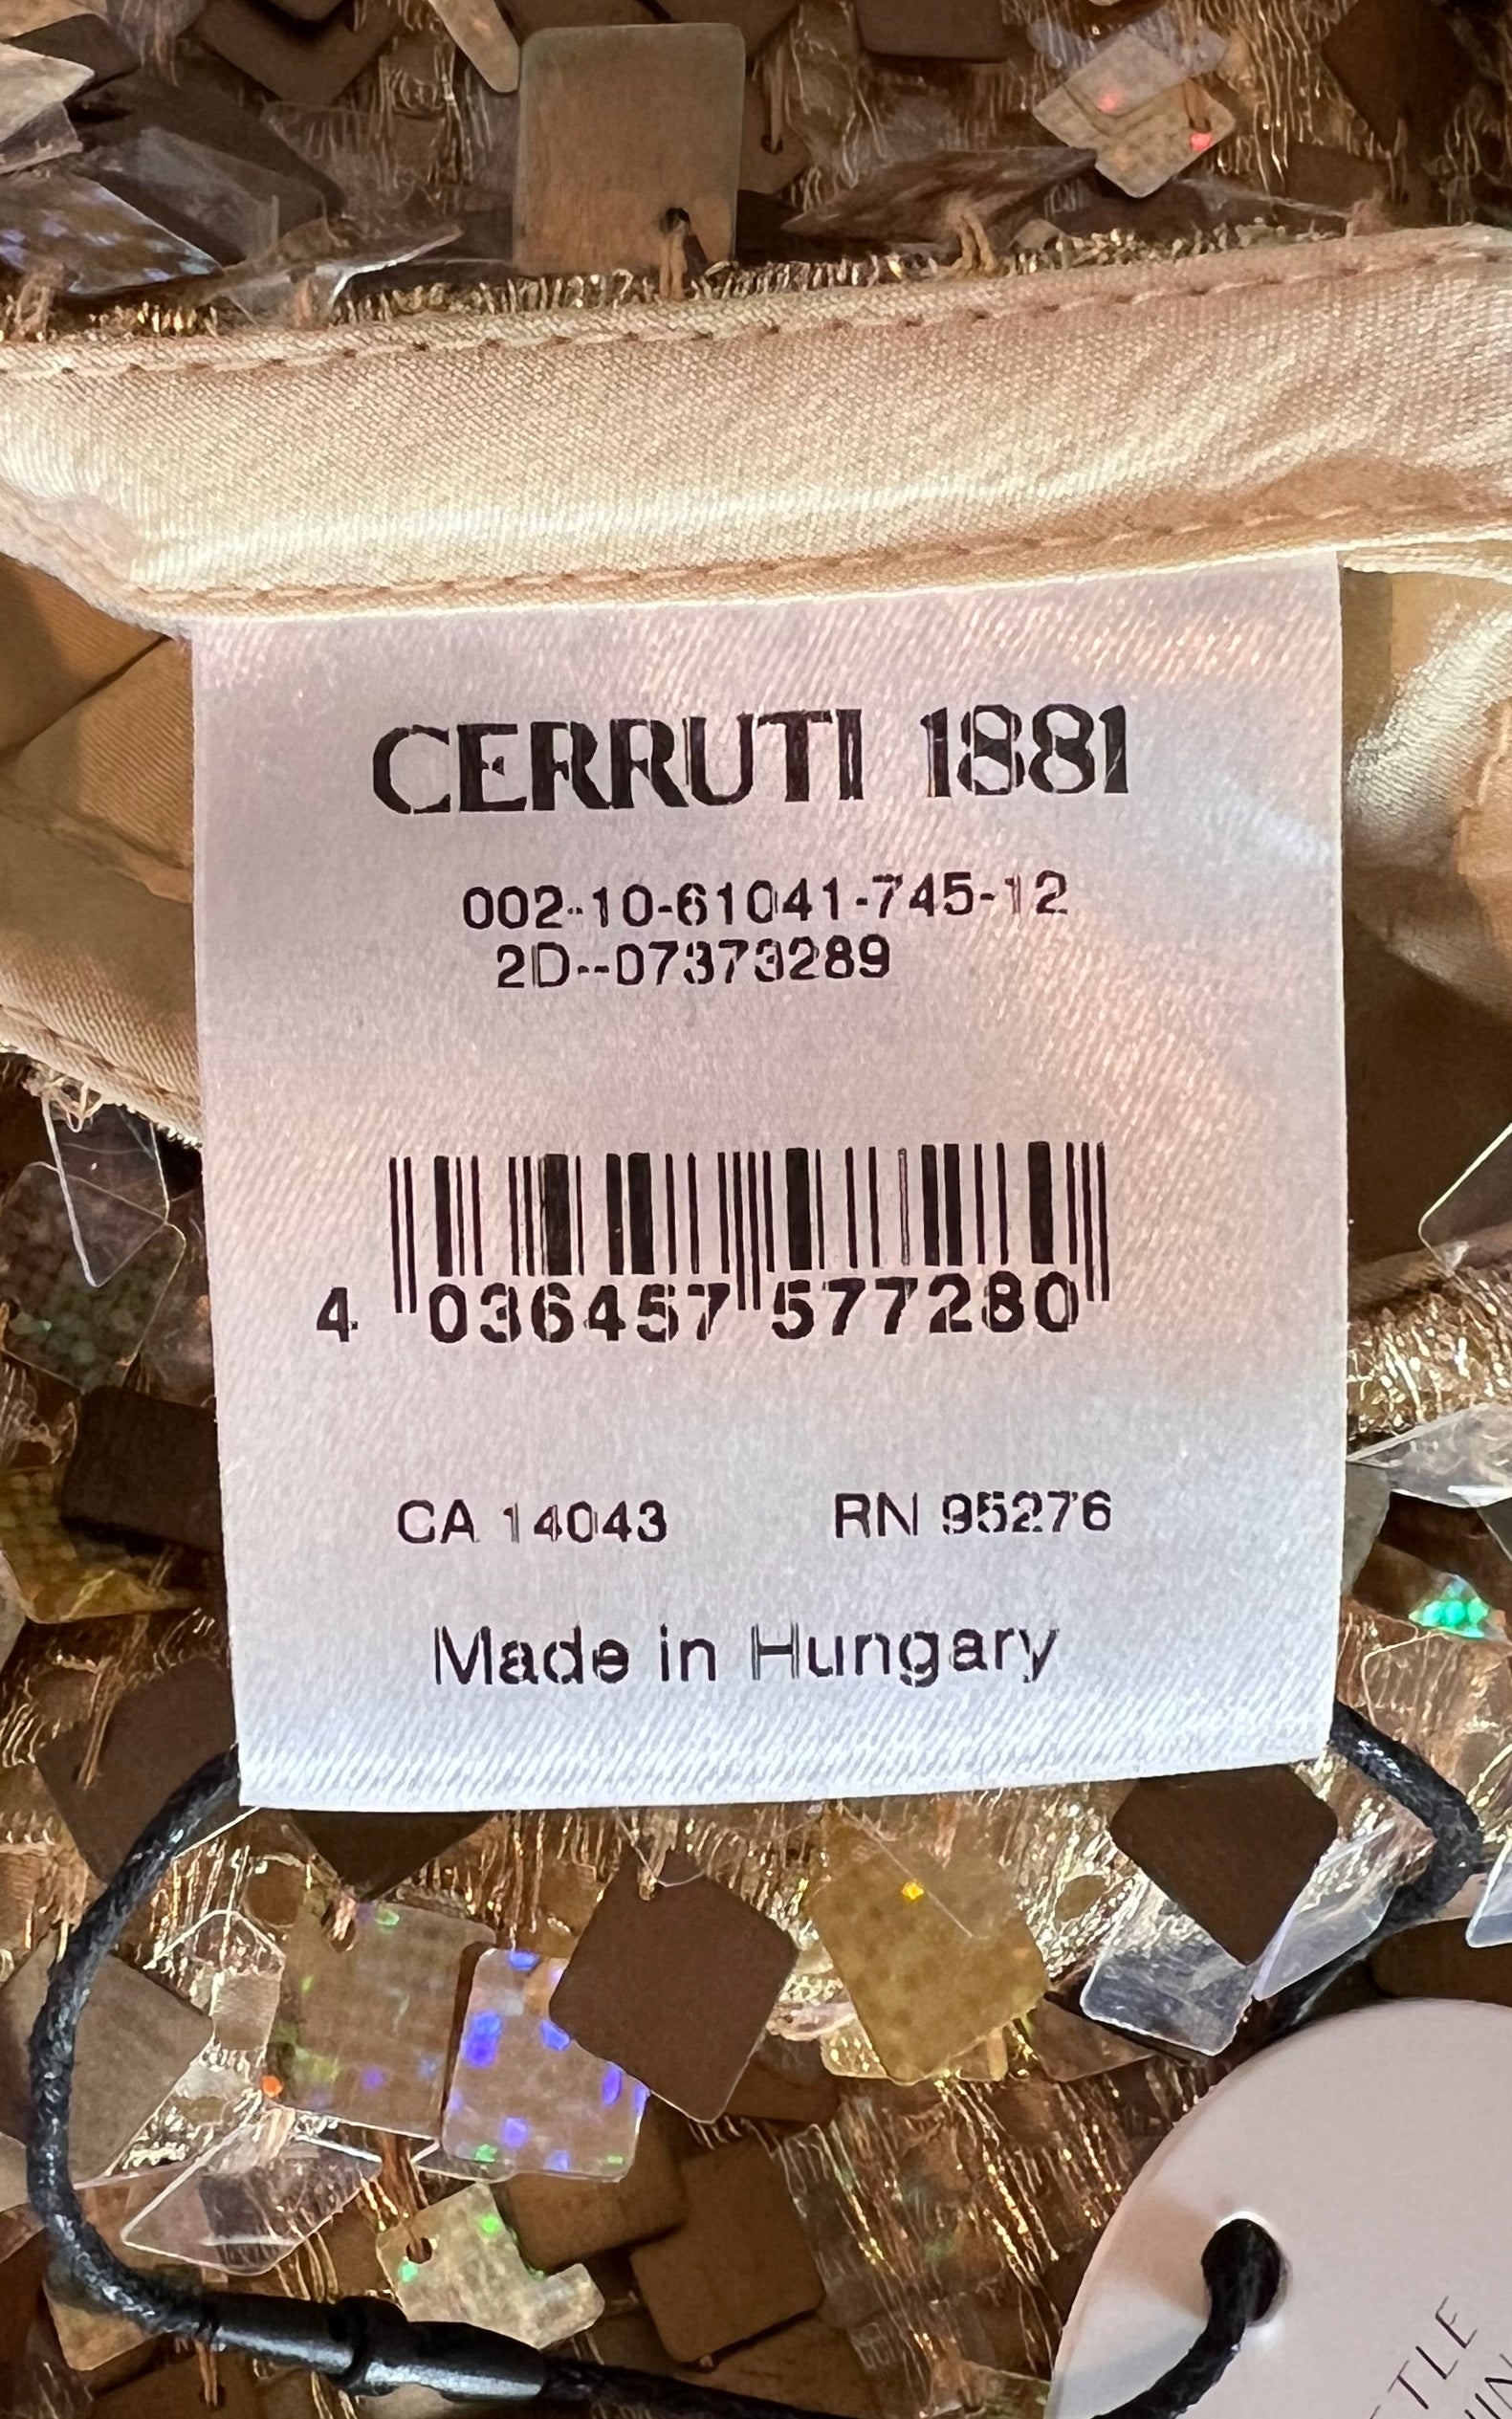 CERRUTI 1881
002-10-61041-745-12
2D--07373289
4 036457 577280
CA 14043 RN 95276
Made in Hungary